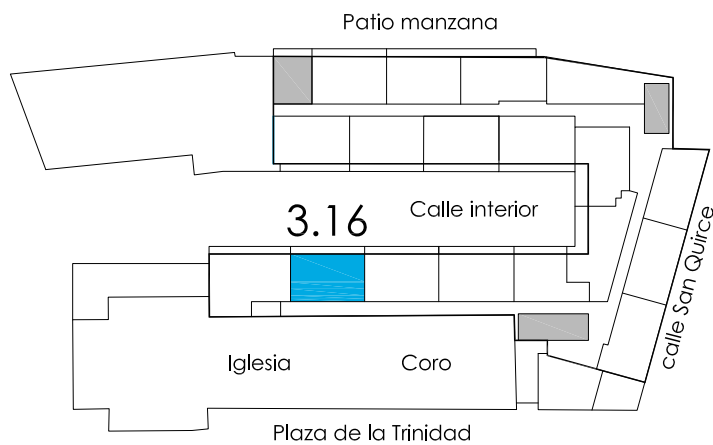 Patio manzana
3.16
Calle interior
calle San Quirce
Iglesia
Coro
Plaza de la Trinidad